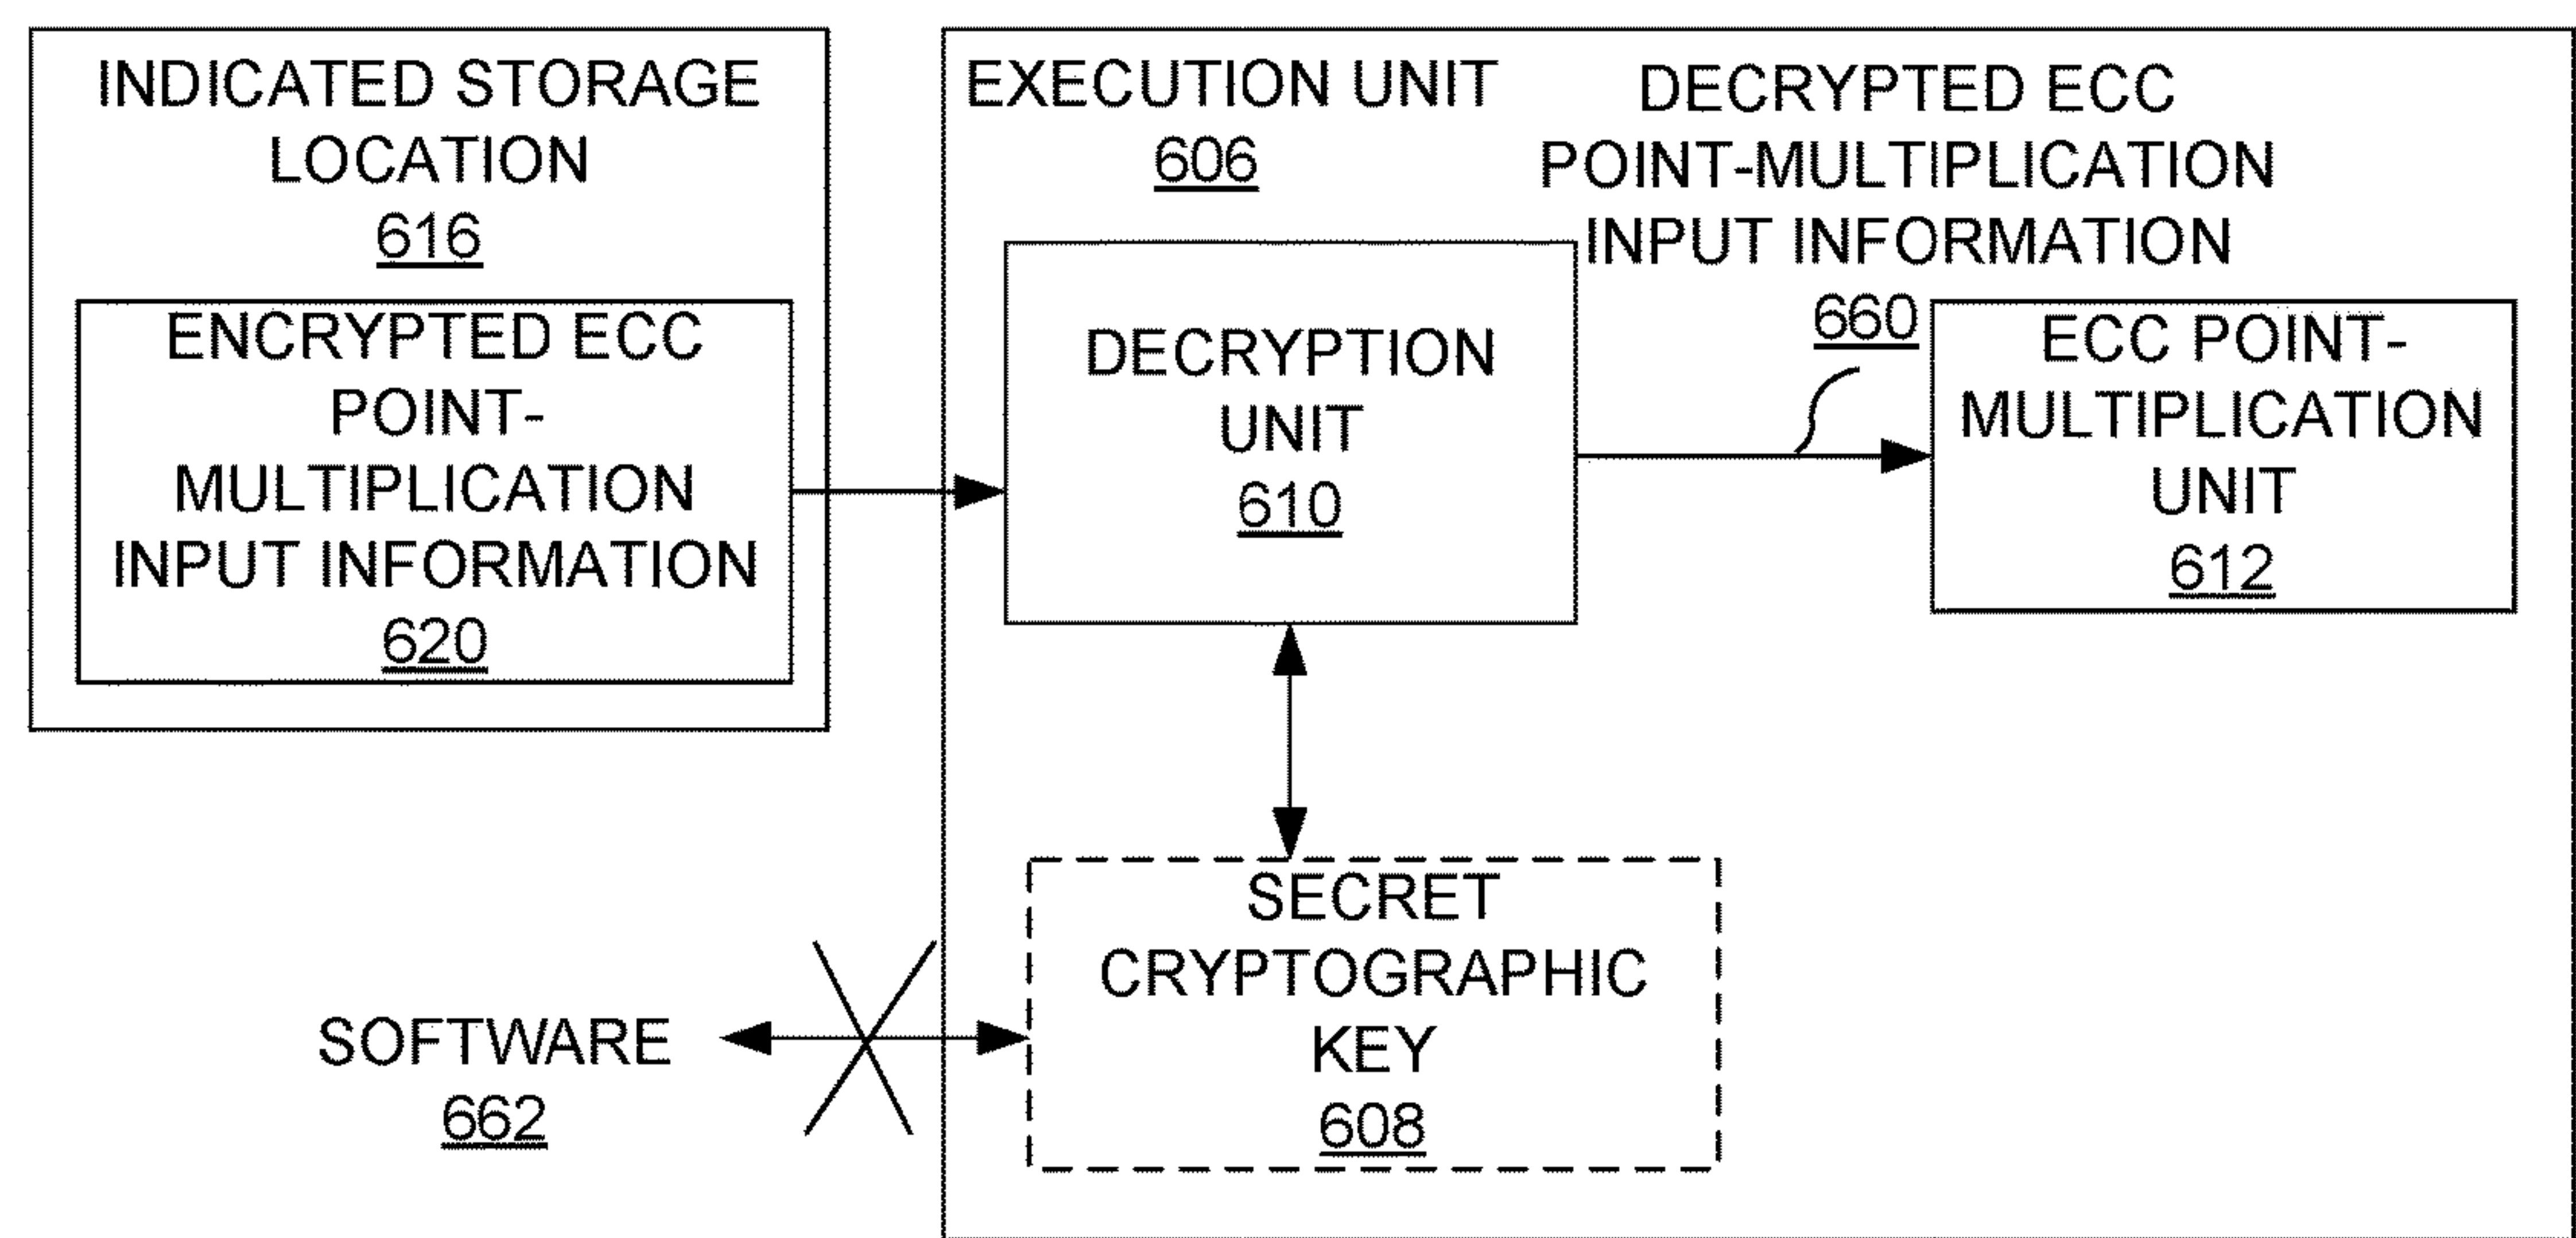 INDICATED STORAGE
LOCATION
616
ENCRYPTED ECC
POINT-
MULTIPLICATION
INPUT INFORMATION
620
EXECUTION UNIT
606
DECRYPTED ECC
POINT-MULTIPLICATION
INPUT INFORMATION
660
DECRYPTION
UNIT
610
ECC POINT-
MULTIPLICATION
UNIT
612
SECRET
CRYPTOGRAPHIC
KEY
608
SOFTWARE
662